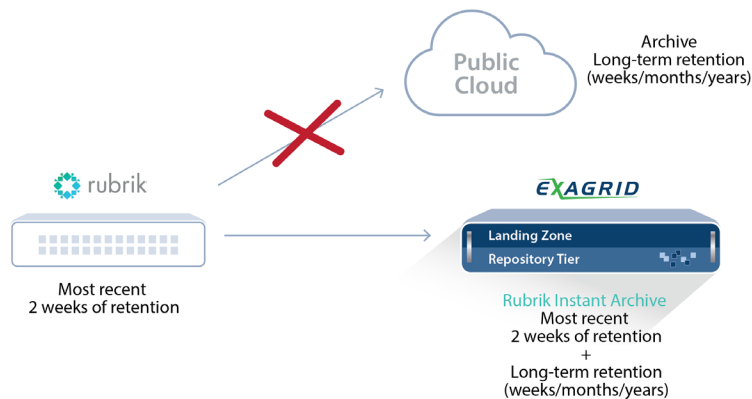 Public
Cloud
Archive
Long-term retention
(weeks/months/years)
rubrik
Most recent
2 weeks of retention
EXAGRID
Landing Zone
Repository Tier
Rubrik Instant Archive
Most recent
2 weeks of retention
+
Long-term retention
(weeks/months/years)